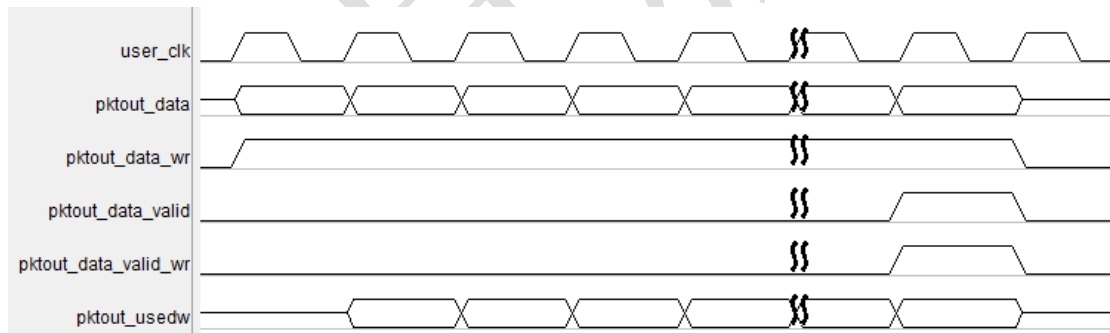 user_clk
pktout_data
pktout_data_wr
pktout_data_valid
pktout_data_valid_wr
pktout_usedw